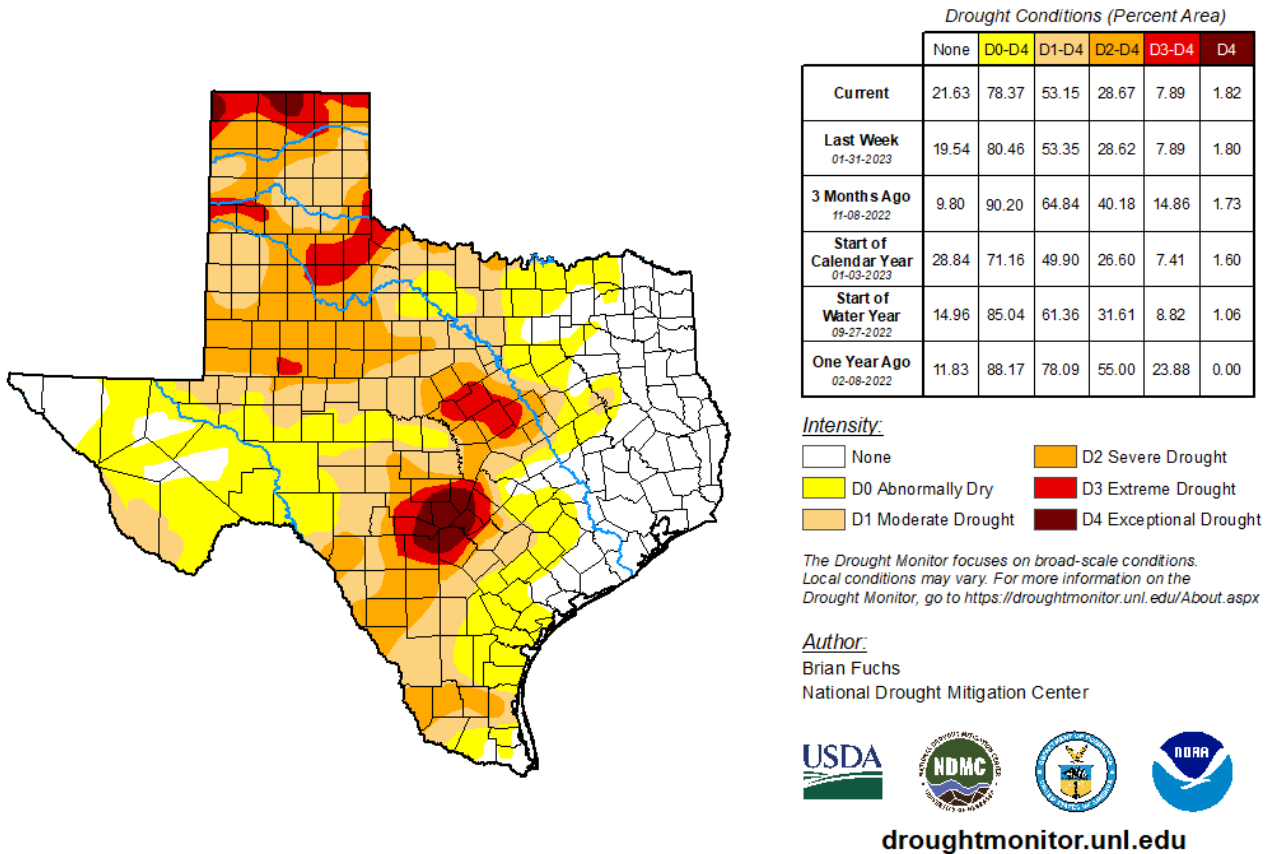 Drought Conditions (Percent Area)
None D0-D4 D1-D4 D2-D4 D3-D4 D4
Current 21.63 78.37 53.15 28.67 7.89 1.82
Last Week
01-31-2023
19.54 80.46 53.35 28.62 7.89 1.80
3 Months Ago
11-08-2022
9.80 90.20 64.84 40.18 14.86 1.73
Start of
Calendar Year
01-03-2023
28.84 71.16 49.90 26.60 7.41 1.60
Start of
Water Year
09-27-2022
14.96 85.04 61.36 31.61 8.82 1.06
One Year Ago
02-08-2022
11.83 88.17 78.09 55.00 23.88 0.00
Intensity:
None
D0 Abnormally Dry
D1 Moderate Drought
D2 Severe Drought
D3 Extreme Drought
D4 Exceptional Drought
The Drought Monitor focuses on broad-scale conditions.
Local conditions may vary. For more information on the
Drought Monitor, go to https://droughtmonitor.unl.edu/About.aspx
Author:
Brian Fuchs
National Drought Mitigation Center
USDA
NDMC
NOAA
droughtmonitor.unl.edu